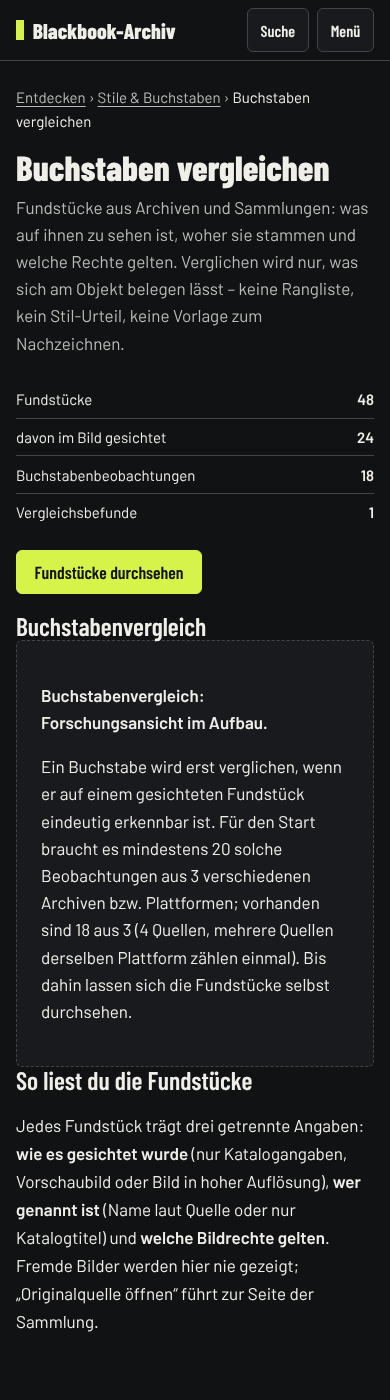 Blackbook-Archiv
Suche
Menü
Entdecken › Stile & Buchstaben › Buchstaben
vergleichen
Buchstaben vergleichen
Fundstücke aus Archiven und Sammlungen: was
auf ihnen zu sehen ist, woher sie stammen und
welche Rechte gelten. Verglichen wird nur, was
sich am Objekt belegen lässt – keine Rangliste,
kein Stil-Urteil, keine Vorlage zum
Nachzeichnen.
Fundstücke 48
davon im Bild gesichtet 24
Buchstabenbeobachtungen 18
Vergleichsbefunde 1
Fundstücke durchsehen
Buchstabenvergleich
Buchstabenvergleich:
Forschungsansicht im Aufbau.
Ein Buchstabe wird erst verglichen, wenn
er auf einem gesichteten Fundstück
eindeutig erkennbar ist. Für den Start
braucht es mindestens 20 solche
Beobachtungen aus 3 verschiedenen
Archiven bzw. Plattformen; vorhanden
sind 18 aus 3 (4 Quellen, mehrere Quellen
derselben Plattform zählen einmal). Bis
dahin lassen sich die Fundstücke selbst
durchsehen.
So liest du die Fundstücke
Jedes Fundstück trägt drei getrennte Angaben:
wie es gesichtet wurde (nur Katalogangaben,
Vorschaubild oder Bild in hoher Auflösung), wer
genannt ist (Name laut Quelle oder nur
Katalogtitel) und welche Bildrechte gelten.
Fremde Bilder werden hier nie gezeigt;
„Originalquelle öffnen“ führt zur Seite der
Sammlung.